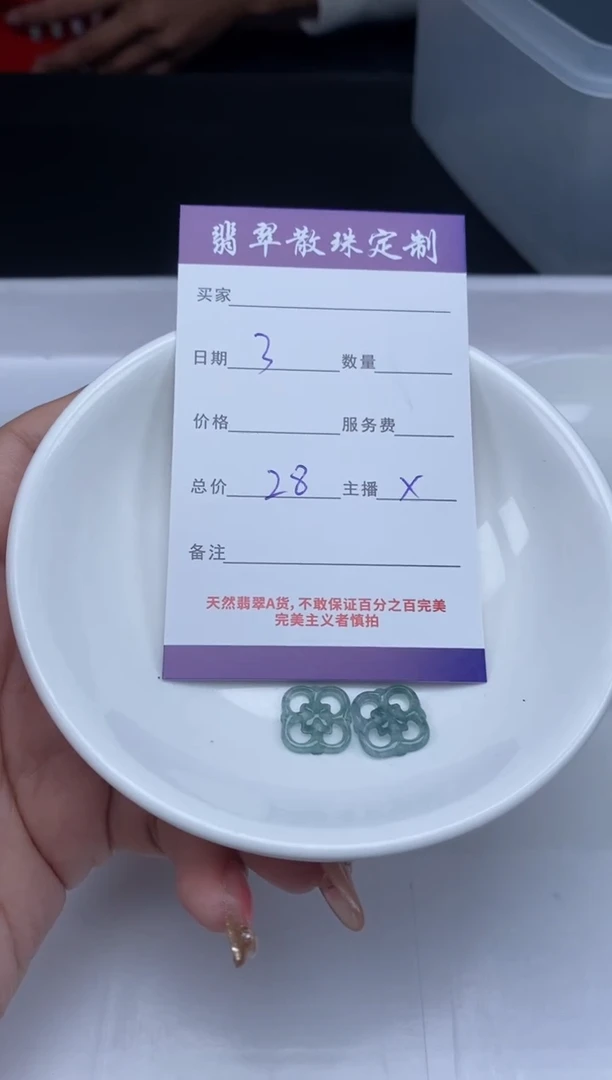 翡翠散珠定制
买家
日期 3 数量
价格 服务费
总价 28 主播 X
备注
天然翡翠A货,不敢保证百分之百完美
完美主义者慎拍